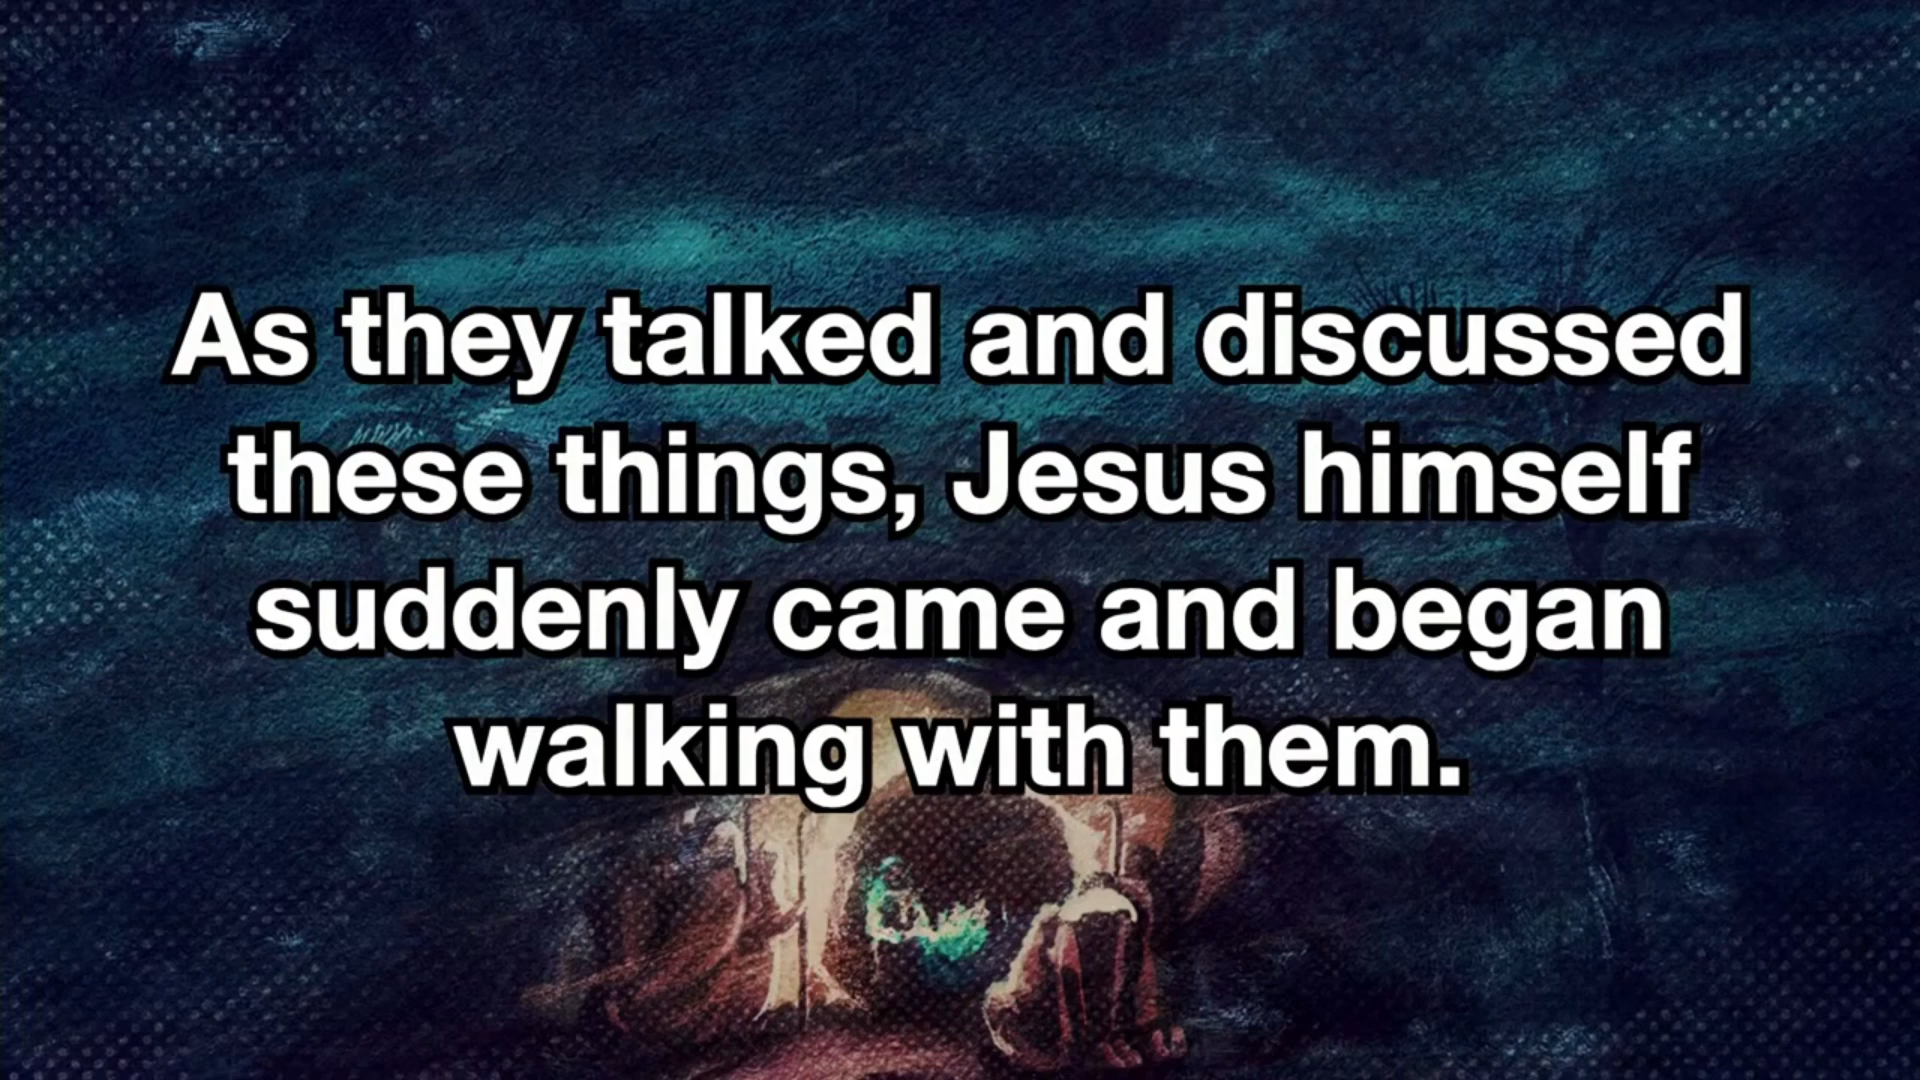 As they talked and discussed
these things, Jesus himself
suddenly came and began
walking with them.